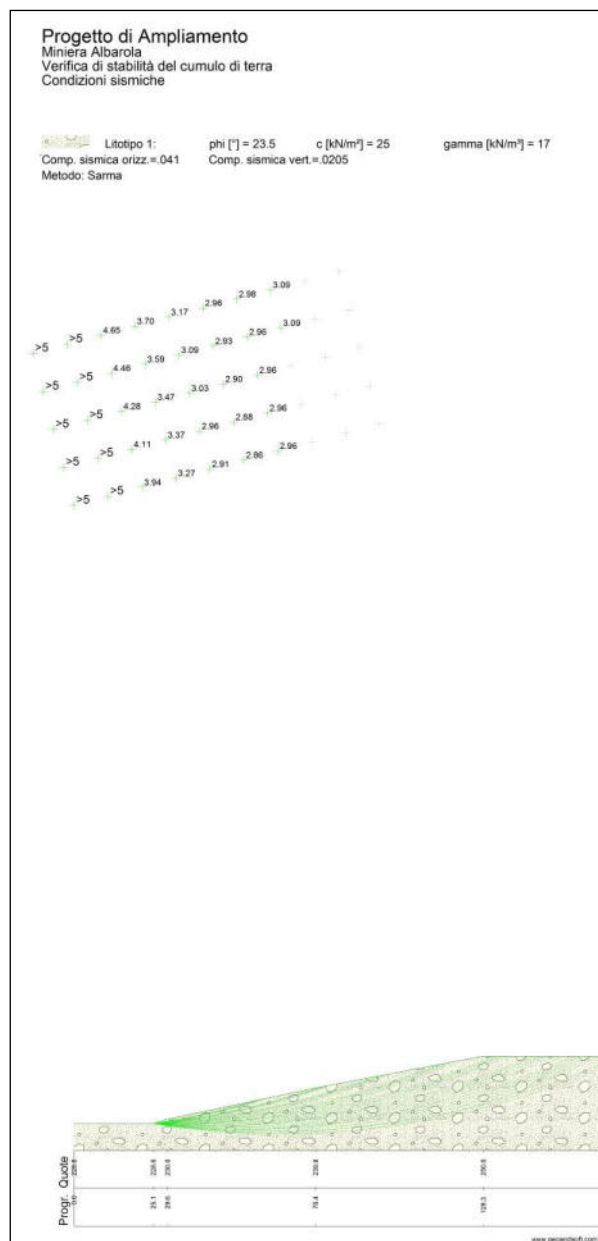 Progetto di Ampliamento
Miniera Albarola
Verifica di stabilità del cumulo di terra
Condizioni sismiche
Litotipo 1: phi [°] = 23.5 c [kN/m²] = 25 gamma [kN/m³] = 17
Comp. sismica orizz.=.041 Comp. sismica vert.=.0205
Metodo: Sarma
>5 >5 4.65 3.70 3.17 2.96 2.98 3.09
>5 >5 4.46 3.59 3.09 2.93 2.96 3.09
>5 >5 4.28 3.47 3.03 2.90 2.96
>5 >5 4.11 3.37 2.96 2.88 2.96
>5 >5 3.94 3.27 2.91 2.86 2.96
Quote
Progr.
0.0 25.1